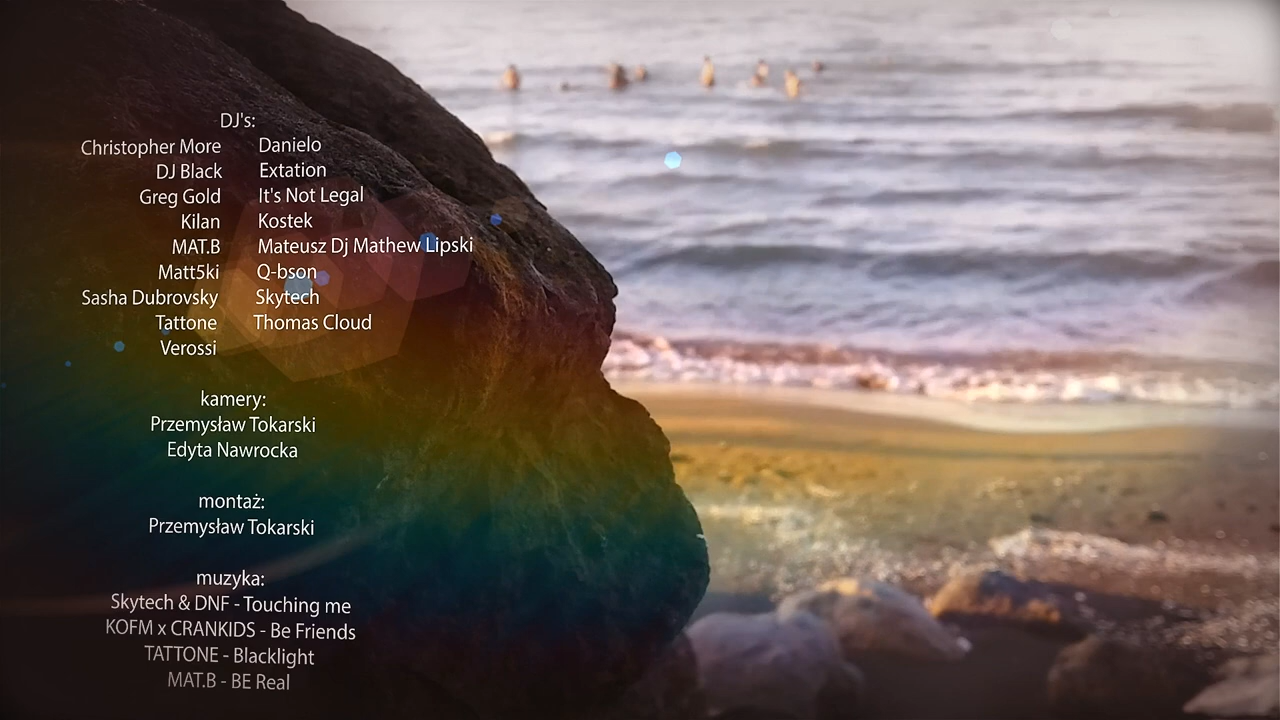 DJ's:
Christopher More Danielo
DJ Black Extation
Greg Gold It's Not Legal
Kilan Kostek
MAT.B Mateusz Dj Mathew Lipski
Matt5ki Q-bson
Sasha Dubrovsky Skytech
Tattone Thomas Cloud
Verossi
kamery:
Przemysław Tokarski
Edyta Nawrocka
montaż:
Przemysław Tokarski
muzyka:
Skytech & DNF - Touching me
KOFM x CRANKIDS - Be Friends
TATTONE - Blacklight
MAT.B - BE Real